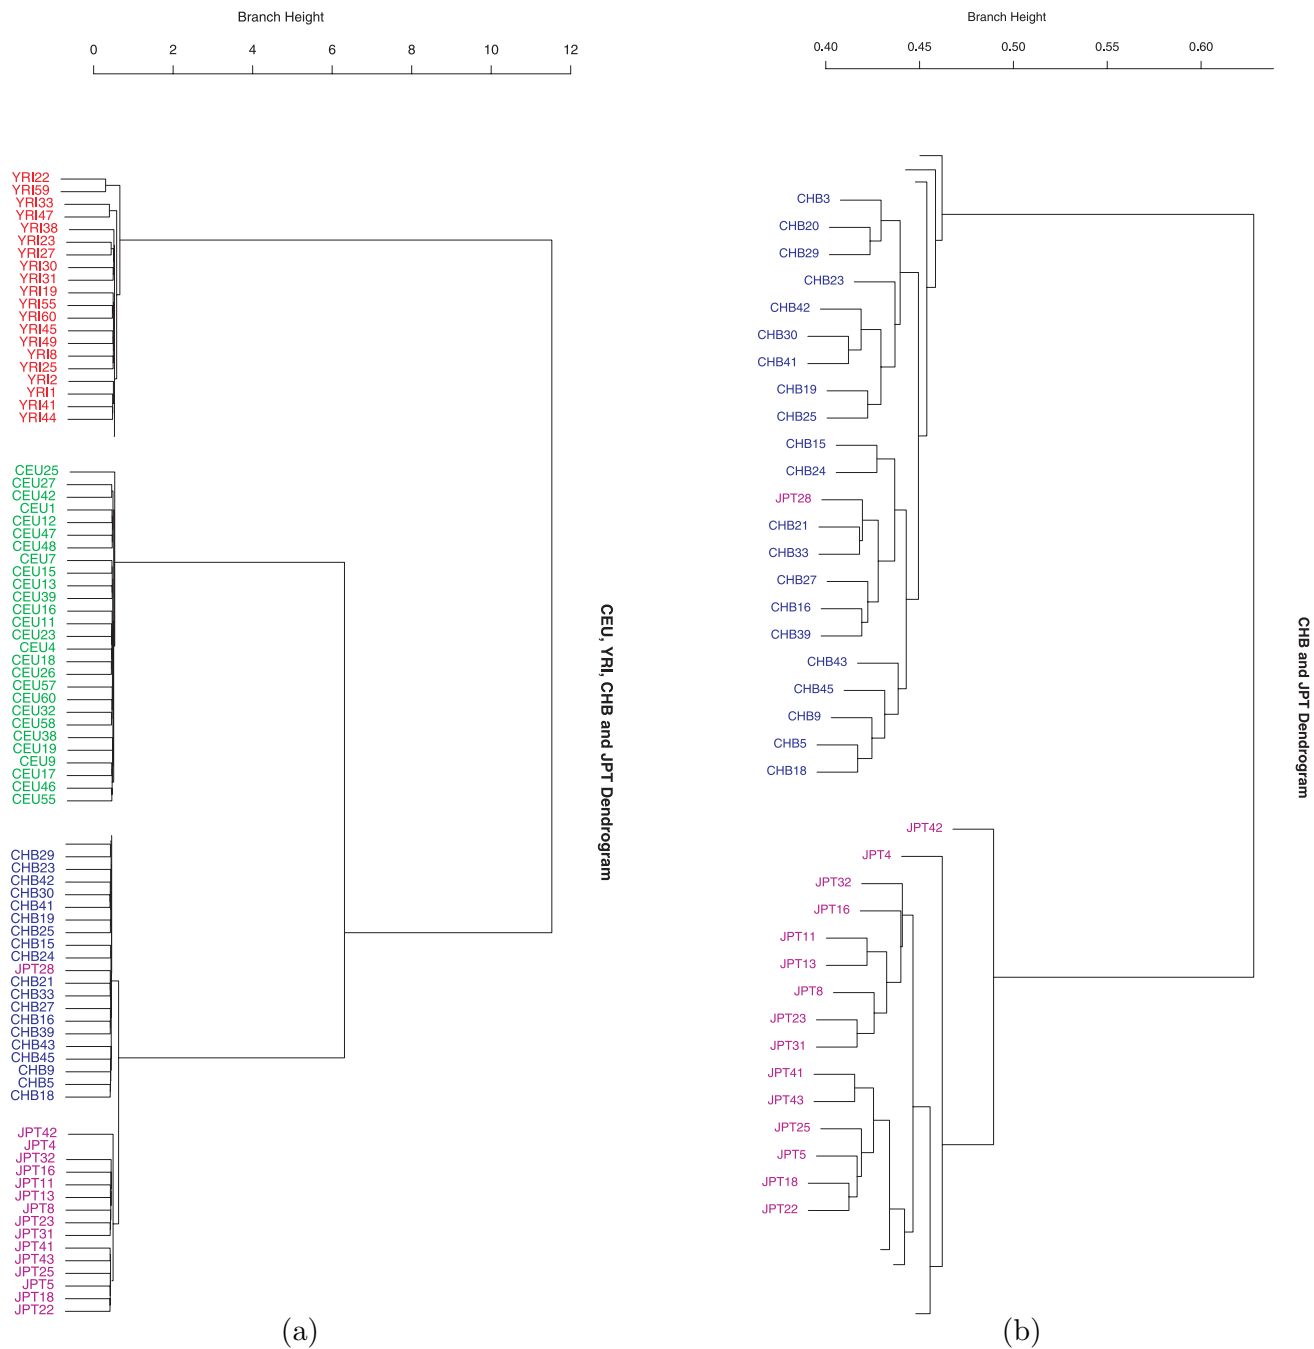 Branch Height
0 2 4 6 8 10 12
YRI22
YRI59
YRI33
YRI47
YRI38
YRI23
YRI27
YRI30
YRI31
YRI19
YRI55
YRI60
YRI45
YRI49
YRI8
YRI25
YRI2
YRI1
YRI41
YRI44
CEU25
CEU27
CEU42
CEU1
CEU12
CEU47
CEU48
CEU7
CEU15
CEU13
CEU39
CEU16
CEU11
CEU23
CEU4
CEU18
CEU26
CEU57
CEU60
CEU32
CEU58
CEU38
CEU19
CEU9
CEU17
CEU46
CEU55
CHB29
CHB23
CHB42
CHB30
CHB41
CHB19
CHB25
CHB15
CHB24
JPT28
CHB21
CHB33
CHB27
CHB16
CHB39
CHB43
CHB45
CHB9
CHB5
CHB18
JPT42
JPT4
JPT32
JPT16
JPT11
JPT13
JPT8
JPT23
JPT31
JPT41
JPT43
JPT25
JPT5
JPT18
JPT22
CEU, YRI, CHB and JPT Dendrogram
(a)
Branch Height
0.40 0.45 0.50 0.55 0.60
CHB3
CHB20
CHB29
CHB23
CHB42
CHB30
CHB41
CHB19
CHB25
CHB15
CHB24
JPT28
CHB21
CHB33
CHB27
CHB16
CHB39
CHB43
CHB45
CHB9
CHB5
CHB18
JPT42
JPT4
JPT32
JPT16
JPT11
JPT13
JPT8
JPT23
JPT31
JPT41
JPT43
JPT25
JPT5
JPT18
JPT22
CHB and JPT Dendrogram
(b)